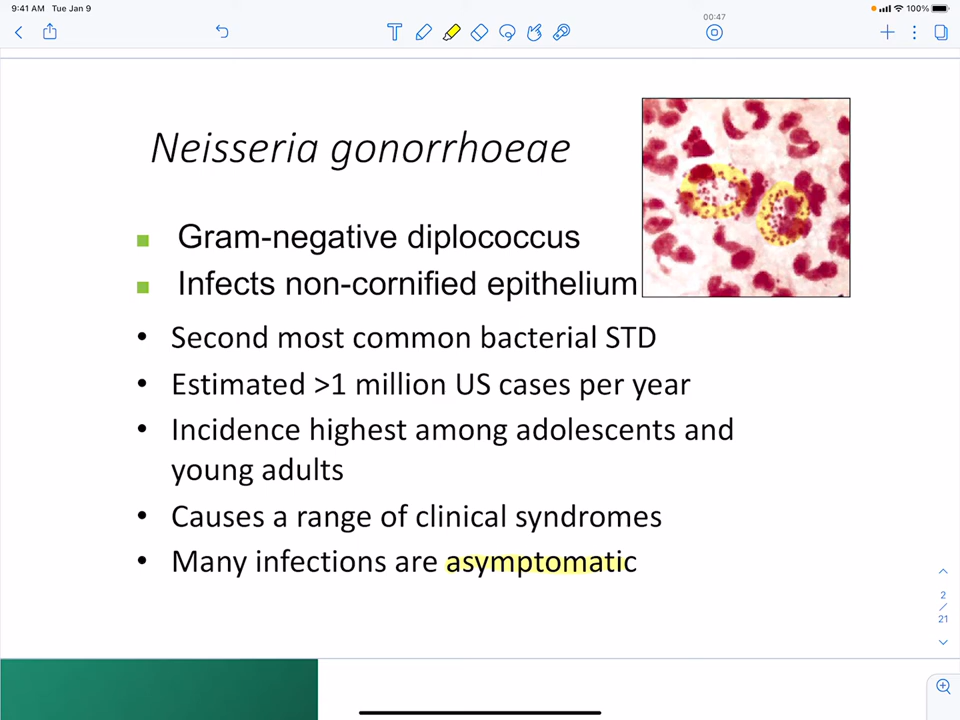 9:41 AM Tue Jan 9
100%
00:47
Neisseria gonorrhoeae
Gram-negative diplococcus
Infects non-cornified epithelium
• Second most common bacterial STD
• Estimated >1 million US cases per year
• Incidence highest among adolescents and
young adults
• Causes a range of clinical syndromes
• Many infections are asymptomatic
2
/
21